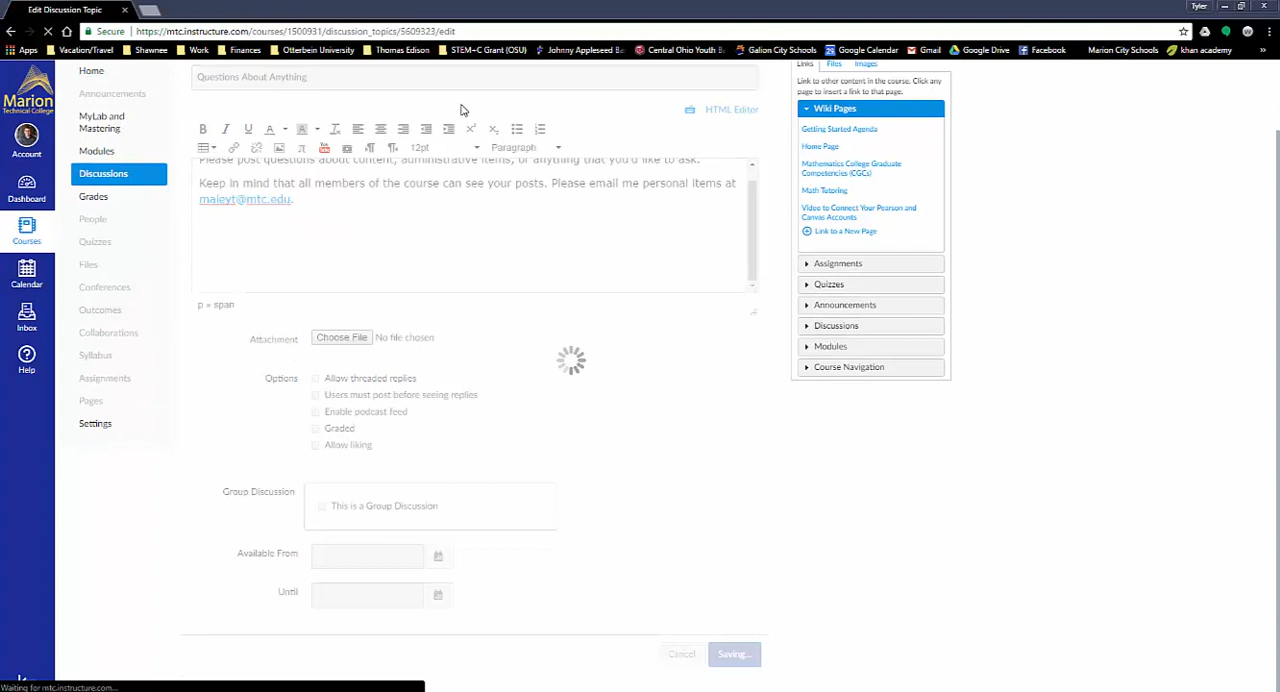 Edit Discussion Topic
Tyler
Secure https://mtc.instructure.com/courses/1500931/discussion_topics/5609323/edit
Apps Vacation/Travel Shawnee Work Finances Otterbein University Thomas Edison STEM+C Grant (OSU) Johnny Appleseed Ba Central Ohio Youth B Galion City Schools Google Calendar Gmail Google Drive Facebook Marion City Schools khan academy »
MARION
Technical College
Account
Dashboard
Courses
Calendar
Inbox
Help
Home
Announcements
MyLab and
Mastering
Modules
Discussions
Grades
People
Quizzes
Files
Conferences
Outcomes
Collaborations
Syllabus
Assignments
Pages
Settings
Questions About Anything
HTML Editor
12pt Paragraph
Please post questions about content, administrative items, or anything that you'd like to ask.
Keep in mind that all members of the course can see your posts. Please email me personal items at
maleyt@mtc.edu.
p » span
Attachment Choose File No file chosen
Options Allow threaded replies
Users must post before seeing replies
Enable podcast feed
Graded
Allow liking
Group Discussion This is a Group Discussion
Available From
Until
Cancel Saving...
Links Files Images
Link to other content in the course. Click any
page to insert a link to that page.
Wiki Pages
Getting Started Agenda
Home Page
Mathematics College Graduate
Competencies (CGCs)
Math Tutoring
Video to Connect Your Pearson and
Canvas Accounts
Link to a New Page
Assignments
Quizzes
Announcements
Discussions
Modules
Course Navigation
Waiting for mtc.instructure.com...